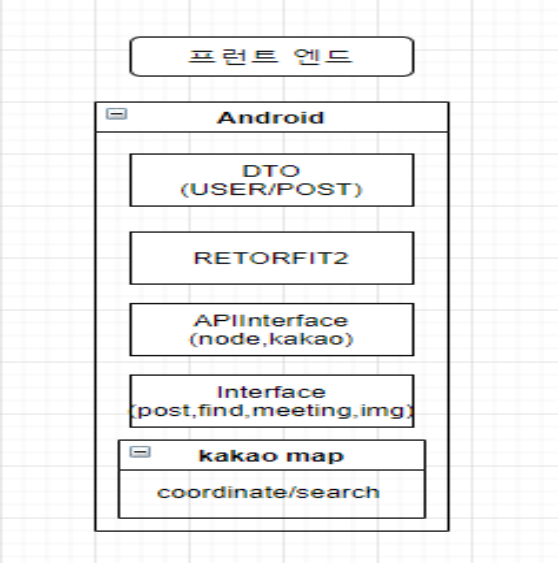 프런트 엔드
Android
DTO
(USER/POST)
RETORFIT2
APIInterface
(node,kakao)
Interface
(post,find,meeting,img)
kakao map
coordinate/search